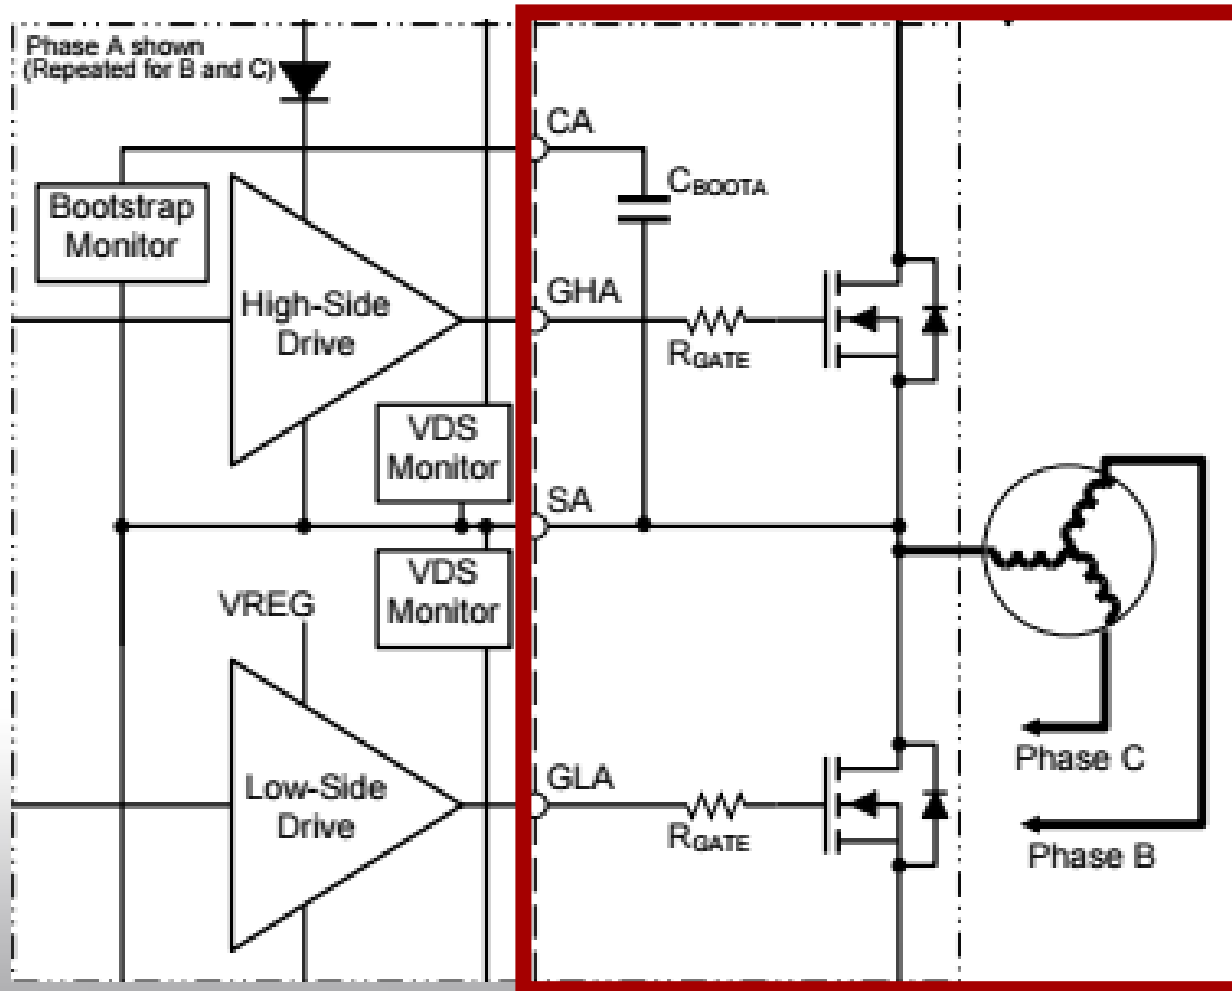 Phase A shown
(Repeated for B and C)
CA
CBOOTA
Bootstrap
Monitor
High-Side
Drive
GHA
RGATE
VDS
Monitor
SA
VDS
Monitor
VREG
Low-Side
Drive
GLA
RGATE
Phase C
Phase B